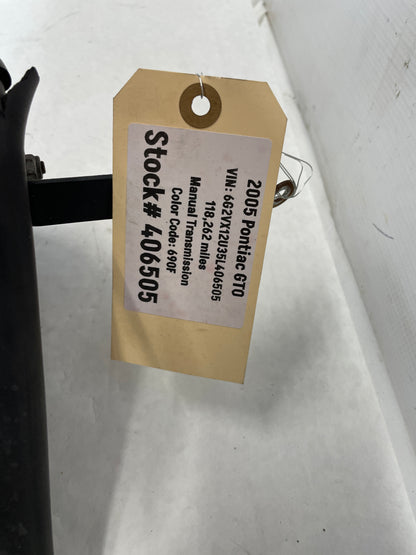 2005 Pontiac GTO
VIN: 6G2VX12U35L406505
118,262 miles
Manual Transmission
Color Code: 690F
Stock# 406505